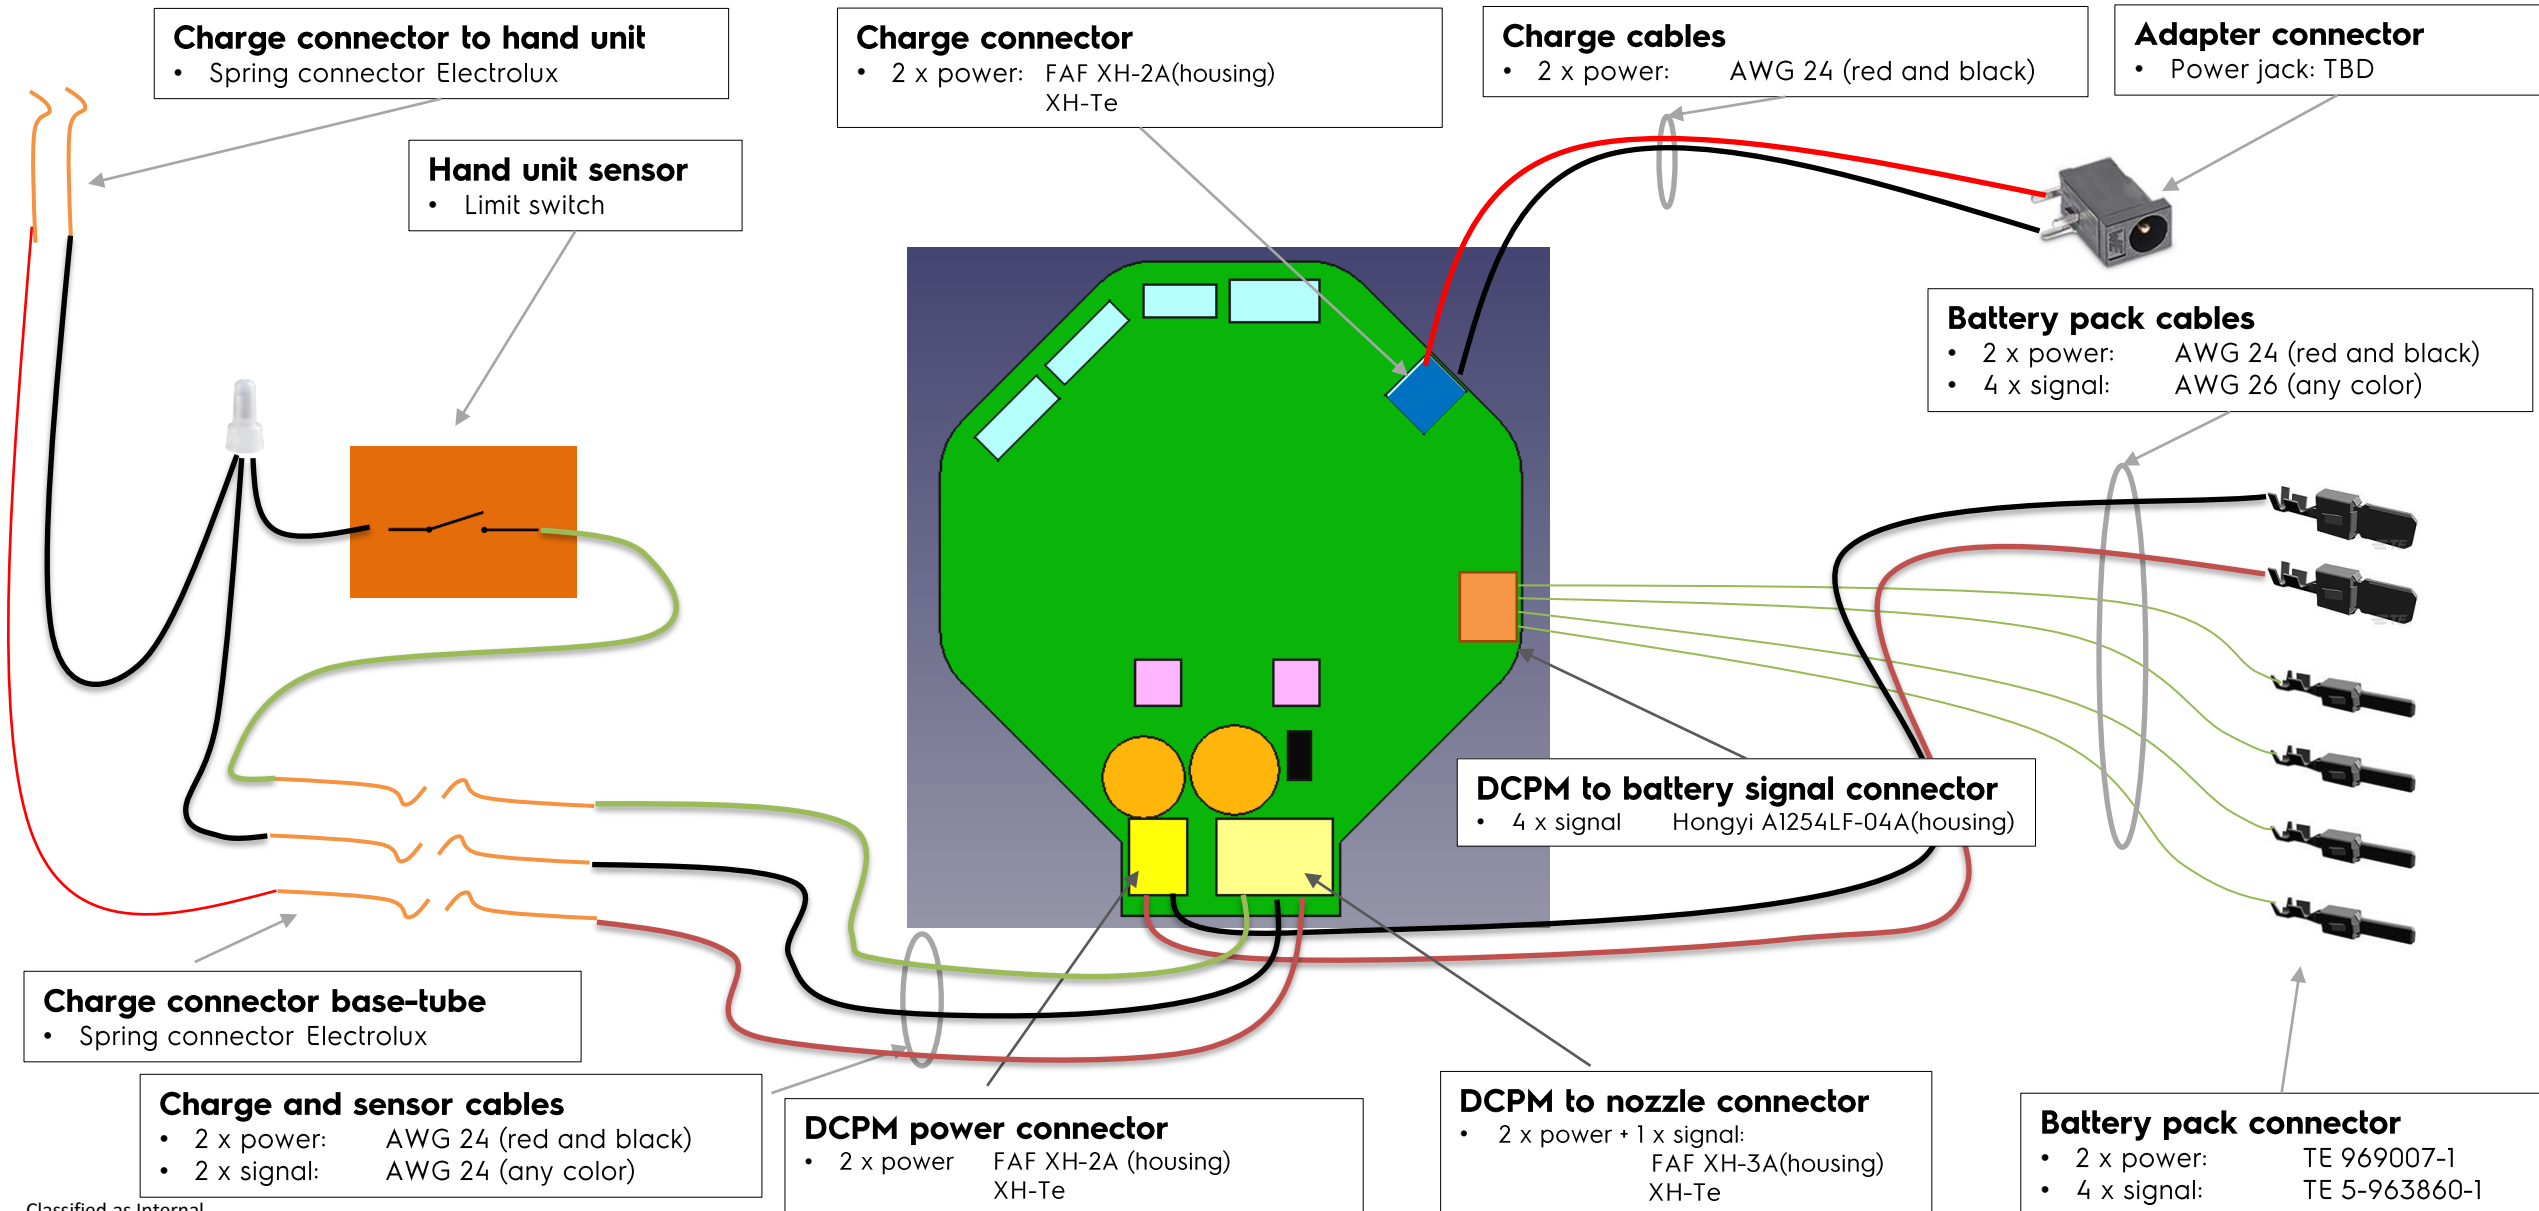 Charge connector to hand unit
• Spring connector Electrolux
Charge connector
• 2 x power: FAF XH-2A(housing)
XH-Te
Charge cables
• 2 x power: AWG 24 (red and black)
Adapter connector
• Power jack: TBD
Hand unit sensor
• Limit switch
Battery pack cables
• 2 x power: AWG 24 (red and black)
• 4 x signal: AWG 26 (any color)
DCPM to battery signal connector
• 4 x signal Hongyi A1254LF-04A(housing)
Charge connector base-tube
• Spring connector Electrolux
Charge and sensor cables
• 2 x power: AWG 24 (red and black)
• 2 x signal: AWG 24 (any color)
DCPM power connector
• 2 x power FAF XH-2A (housing)
XH-Te
DCPM to nozzle connector
• 2 x power + 1 x signal:
FAF XH-3A(housing)
XH-Te
Battery pack connector
• 2 x power: TE 969007-1
• 4 x signal: TE 5-963860-1
Classified as Internal